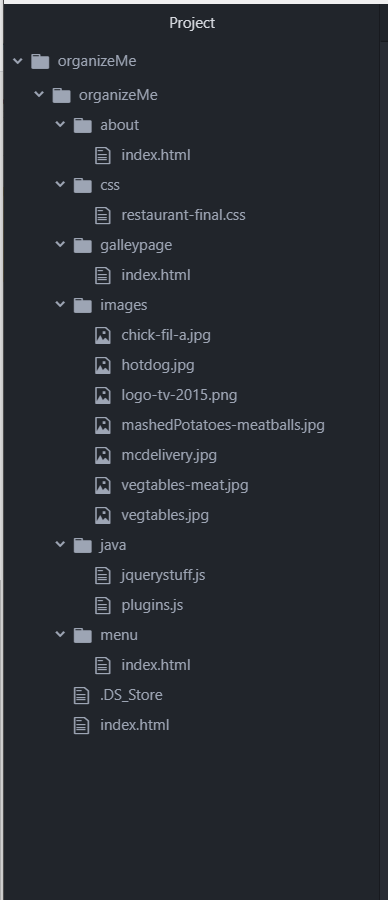 Project
organizeMe
organizeMe
about
index.html
css
restaurant-final.css
galleypage
index.html
images
chick-fil-a.jpg
hotdog.jpg
logo-tv-2015.png
mashedPotatoes-meatballs.jpg
mcdelivery.jpg
vegtables-meat.jpg
vegtables.jpg
java
jquerystuff.js
plugins.js
menu
index.html
.DS_Store
index.html